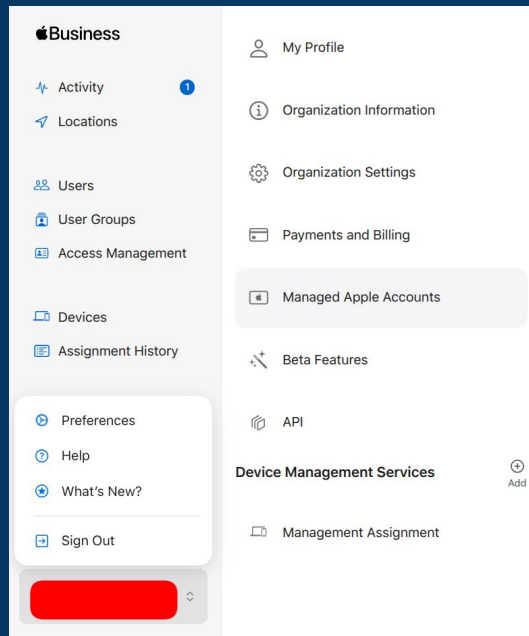 Business
Activity
1
Locations
Users
User Groups
Access Management
Devices
Assignment History
Preferences
Help
What's New?
Sign Out
My Profile
Organization Information
Organization Settings
Payments and Billing
Managed Apple Accounts
Beta Features
API
Device Management Services
Add
Management Assignment